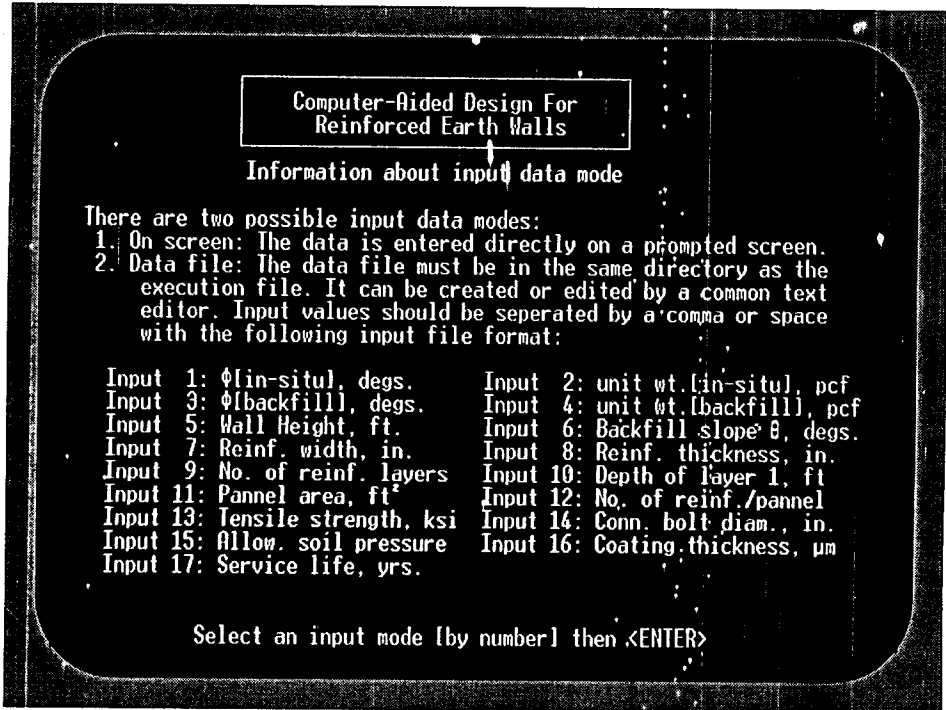 Computer-Aided Design For
Reinforced Earth Walls
Information about input data mode
There are two possible input data modes:
1. On screen: The data is entered directly on a prompted screen.
2. Data file: The data file must be in the same directory as the
execution file. It can be created or edited by a common text
editor. Input values should be seperated by a comma or space
with the following input file format:
Input 1: Φ[in-situ], degs. Input 2: unit wt.[in-situ], pcf
Input 3: Φ[backfill], degs. Input 4: unit wt.[backfill], pcf
Input 5: Wall Height, ft. Input 6: Backfill slope θ, degs.
Input 7: Reinf. width, in. Input 8: Reinf. thickness, in.
Input 9: No. of reinf. layers Input 10: Depth of layer 1, ft
Input 11: Pannel area, ft² Input 12: No. of reinf./pannel
Input 13: Tensile strength, ksi Input 14: Conn. bolt diam., in.
Input 15: Allow. soil pressure Input 16: Coating thickness, µm
Input 17: Service life, yrs.
Select an input mode [by number] then <ENTER>